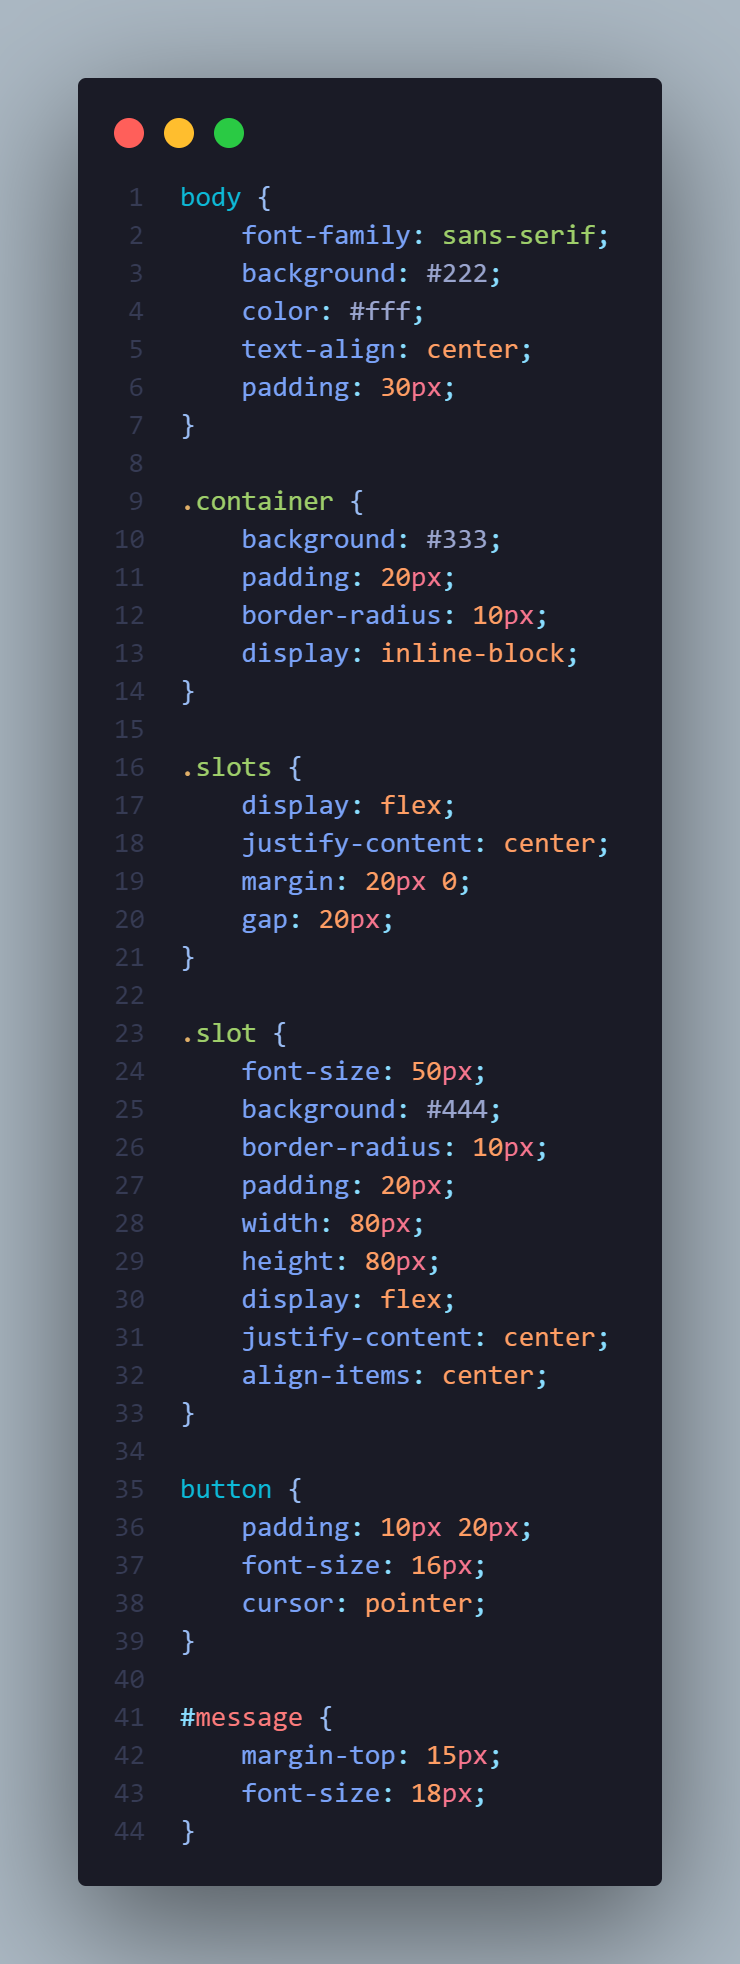 1 body {
2 font-family: sans-serif;
3 background: #222;
4 color: #fff;
5 text-align: center;
6 padding: 30px;
7 }
8
9 .container {
10 background: #333;
11 padding: 20px;
12 border-radius: 10px;
13 display: inline-block;
14 }
15
16 .slots {
17 display: flex;
18 justify-content: center;
19 margin: 20px 0;
20 gap: 20px;
21 }
22
23 .slot {
24 font-size: 50px;
25 background: #444;
26 border-radius: 10px;
27 padding: 20px;
28 width: 80px;
29 height: 80px;
30 display: flex;
31 justify-content: center;
32 align-items: center;
33 }
34
35 button {
36 padding: 10px 20px;
37 font-size: 16px;
38 cursor: pointer;
39 }
40
41 #message {
42 margin-top: 15px;
43 font-size: 18px;
44 }